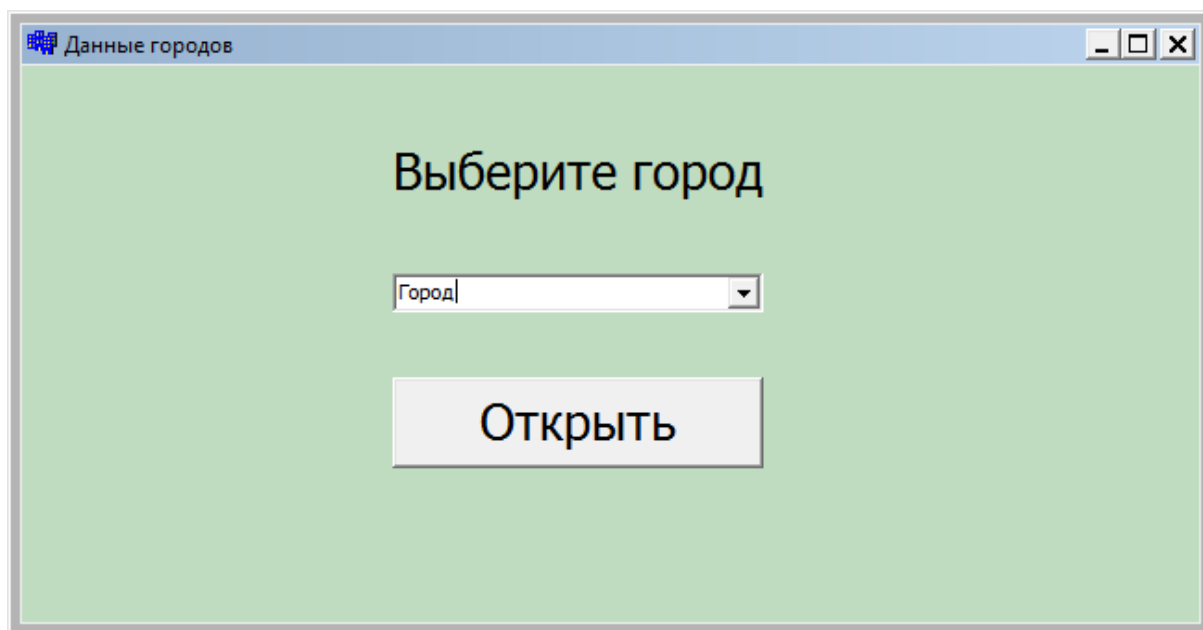 Данные городов
Выберите город
Город
Открыть